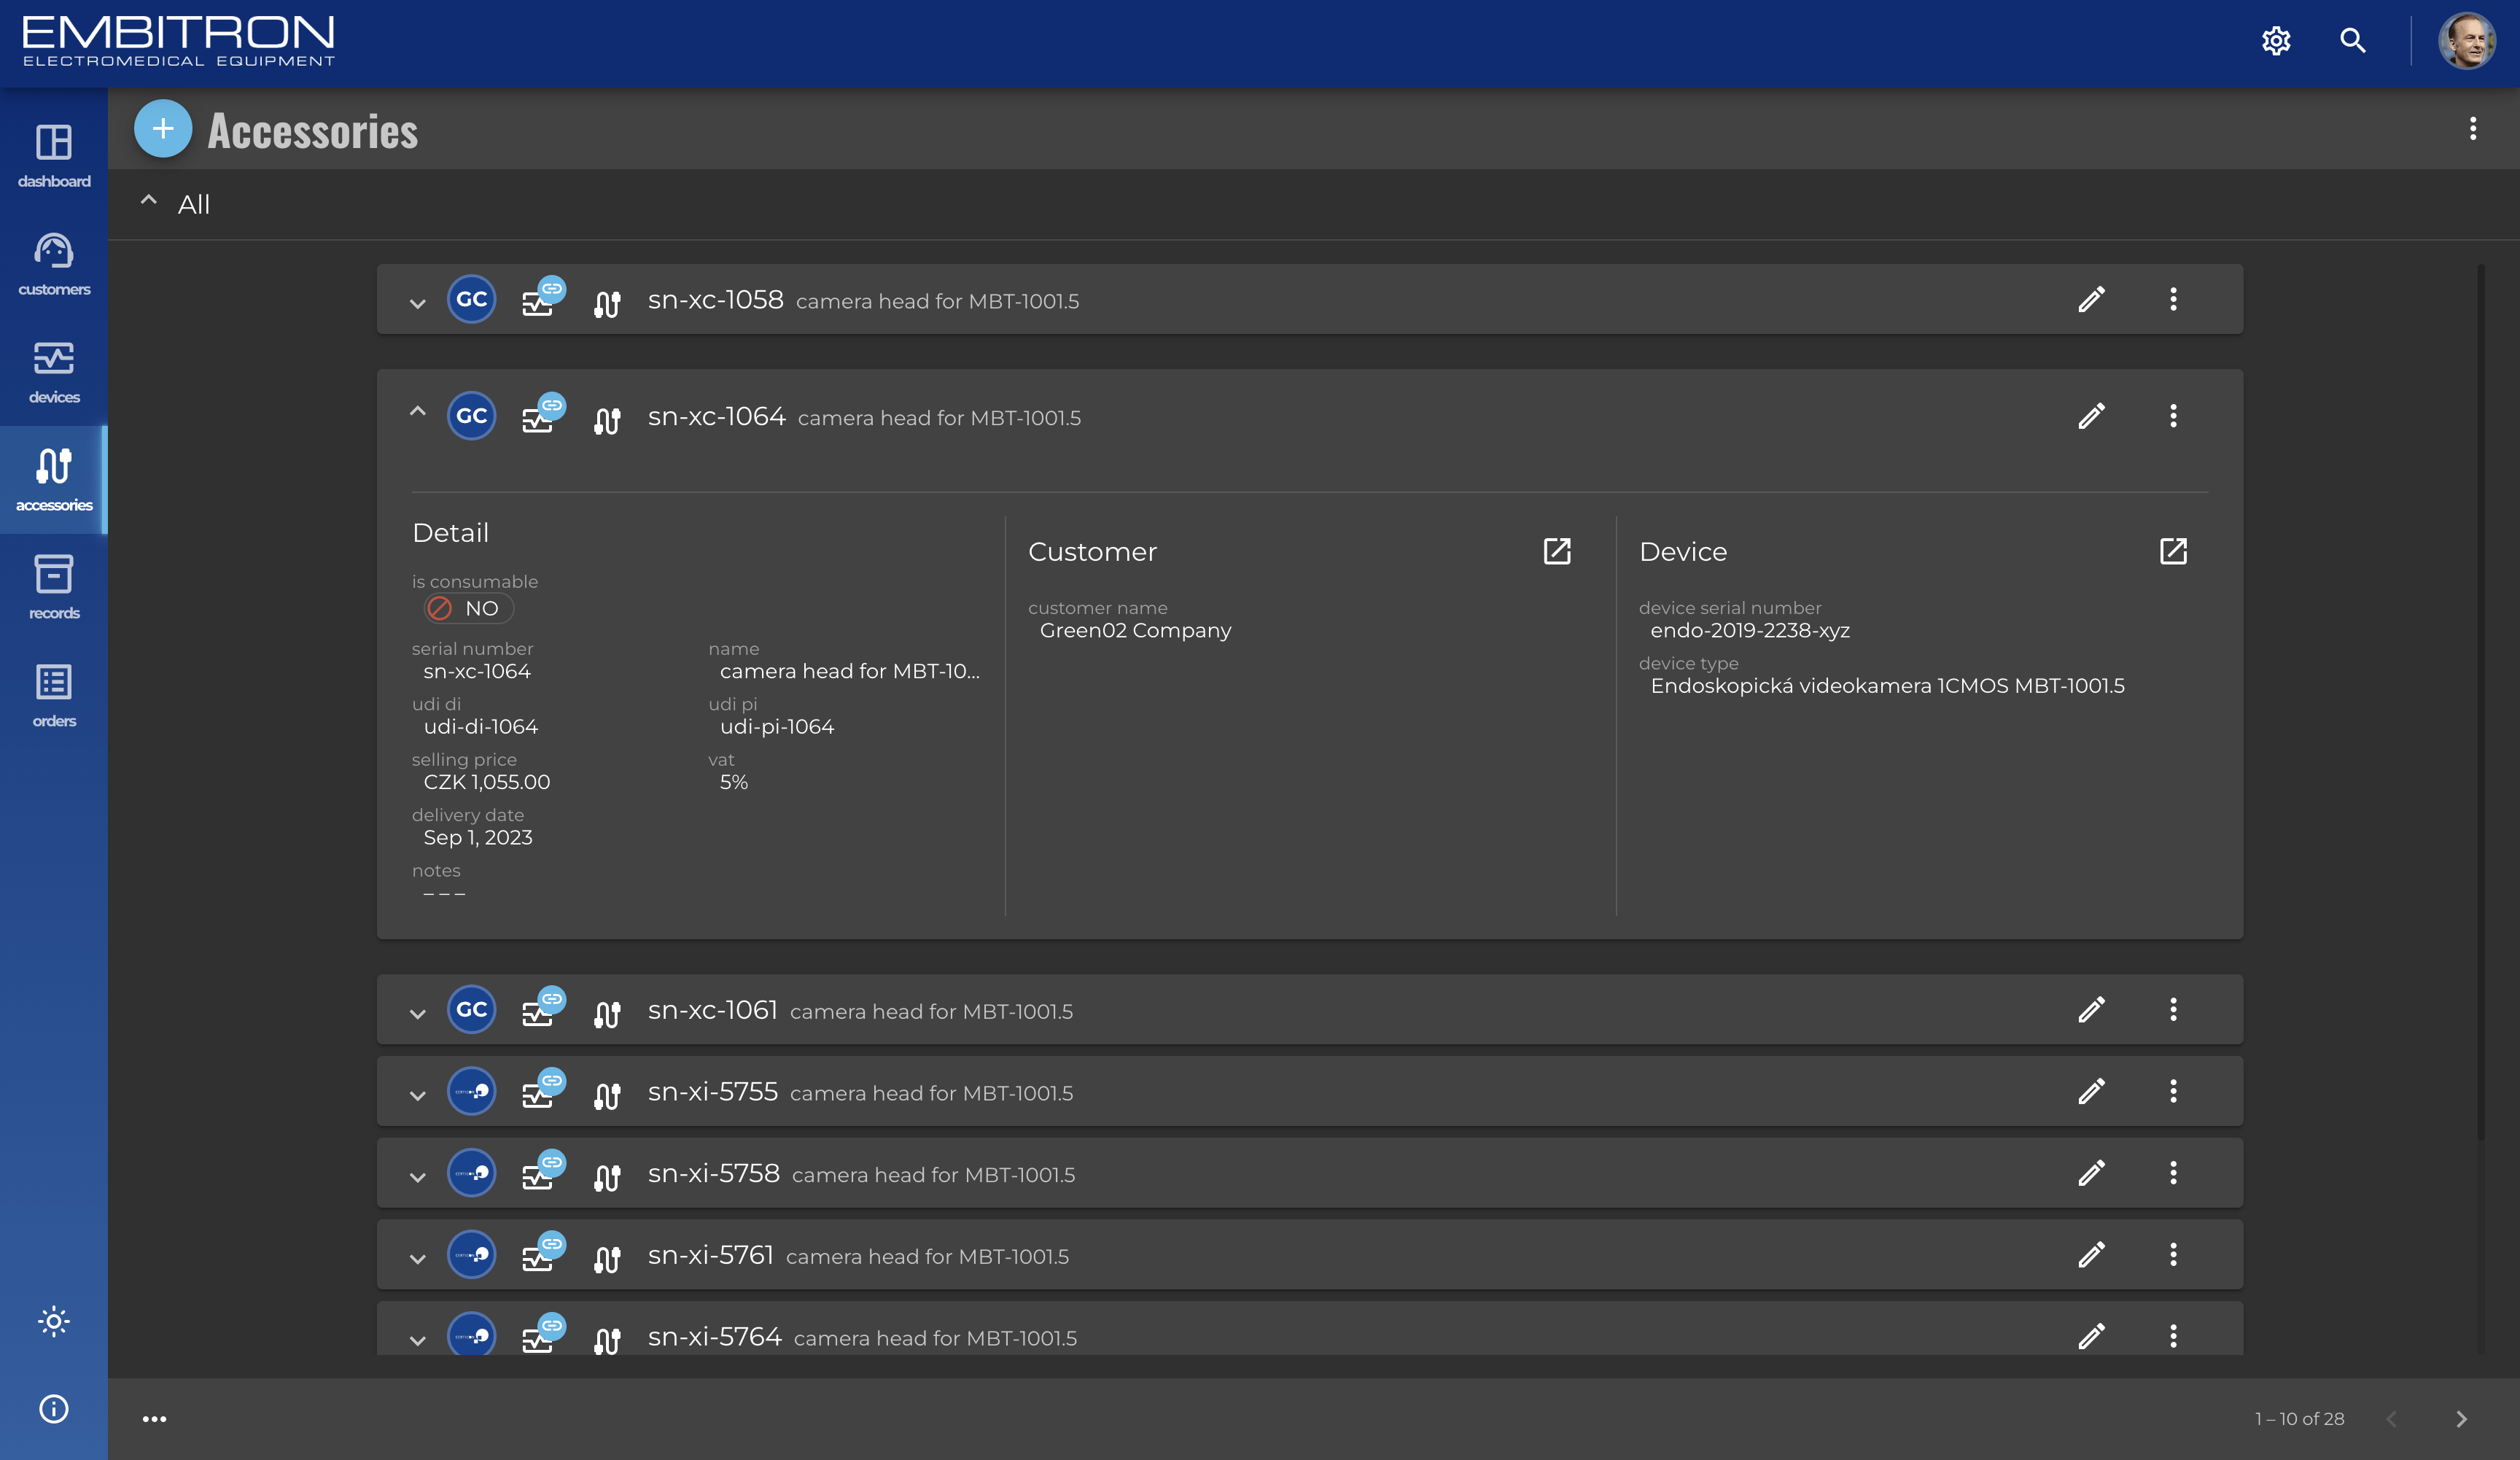 EMBITRON
ELECTROMEDICAL EQUIPMENT
dashboard
customers
devices
accessories
records
orders
Accessories
All
GC sn-xc-1058 camera head for MBT-1001.5
GC sn-xc-1064 camera head for MBT-1001.5
Detail
is consumable
NO
serial number
sn-xc-1064
name
camera head for MBT-10...
udi di
udi-di-1064
udi pi
udi-pi-1064
selling price
CZK 1,055.00
vat
5%
delivery date
Sep 1, 2023
notes
– – –
Customer
customer name
Green02 Company
Device
device serial number
endo-2019-2238-xyz
device type
Endoskopická videokamera 1CMOS MBT-1001.5
GC sn-xc-1061 camera head for MBT-1001.5
sn-xi-5755 camera head for MBT-1001.5
sn-xi-5758 camera head for MBT-1001.5
sn-xi-5761 camera head for MBT-1001.5
sn-xi-5764 camera head for MBT-1001.5
1 – 10 of 28